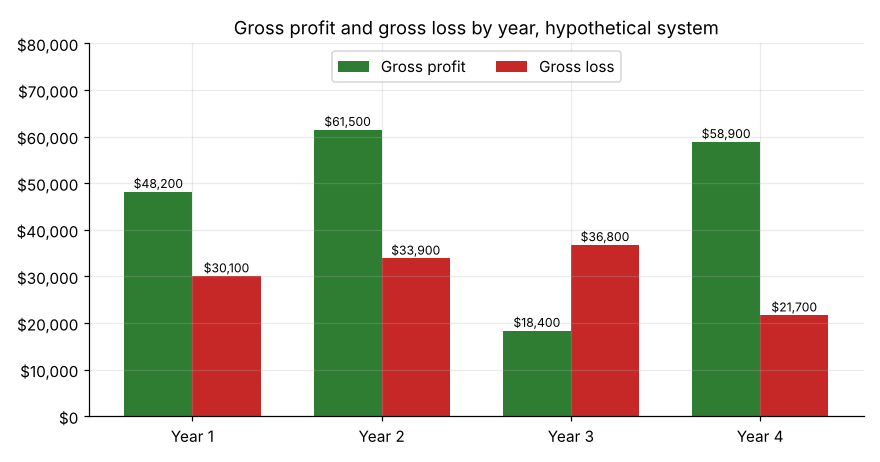 Gross profit and gross loss by year, hypothetical system
Gross profit
Gross loss
$80,000
$70,000
$60,000
$50,000
$40,000
$30,000
$20,000
$10,000
$0
$48,200
$30,100
$61,500
$33,900
$18,400
$36,800
$58,900
$21,700
Year 1
Year 2
Year 3
Year 4